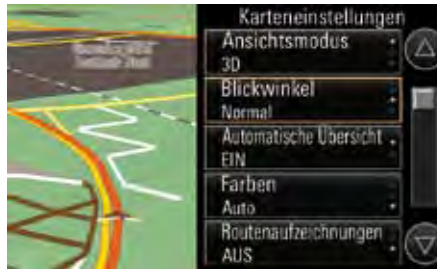 Karteneinstellungen
Ansichtsmodus
3D
Blickwinkel
Normal
Automatische Übersicht
EIN
Farben
Auto
Routenaufzeichnungen
AUS